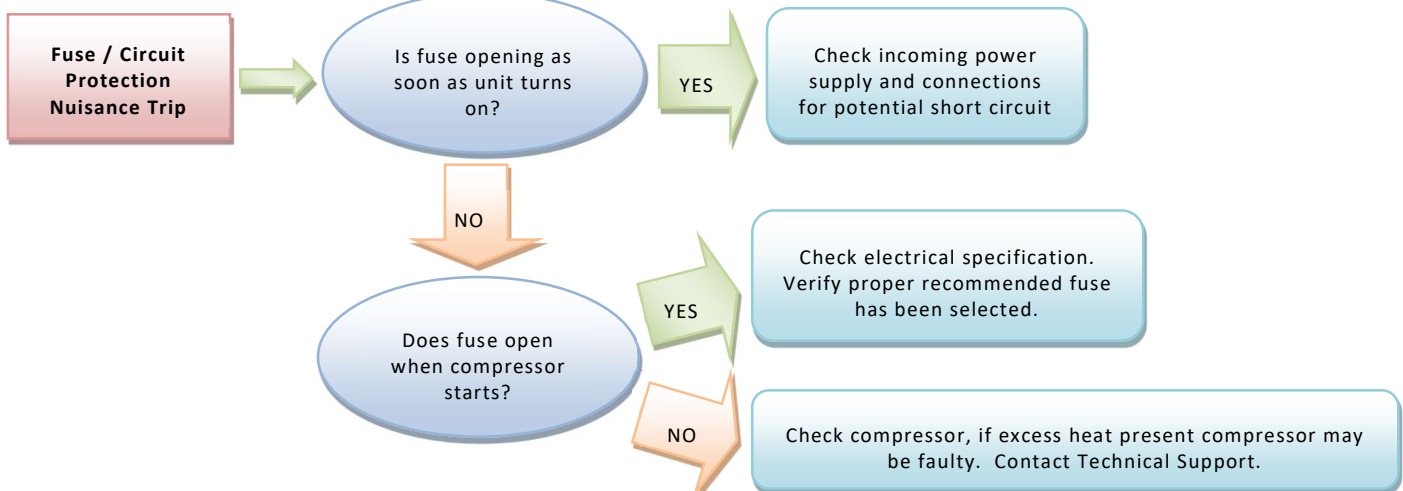 Fuse / Circuit
Protection
Nuisance Trip
Is fuse opening as
soon as unit turns
on?
YES
Check incoming power
supply and connections
for potential short circuit
NO
Does fuse open
when compressor
starts?
YES
Check electrical specification.
Verify proper recommended fuse
has been selected.
NO
Check compressor, if excess heat present compressor may
be faulty. Contact Technical Support.